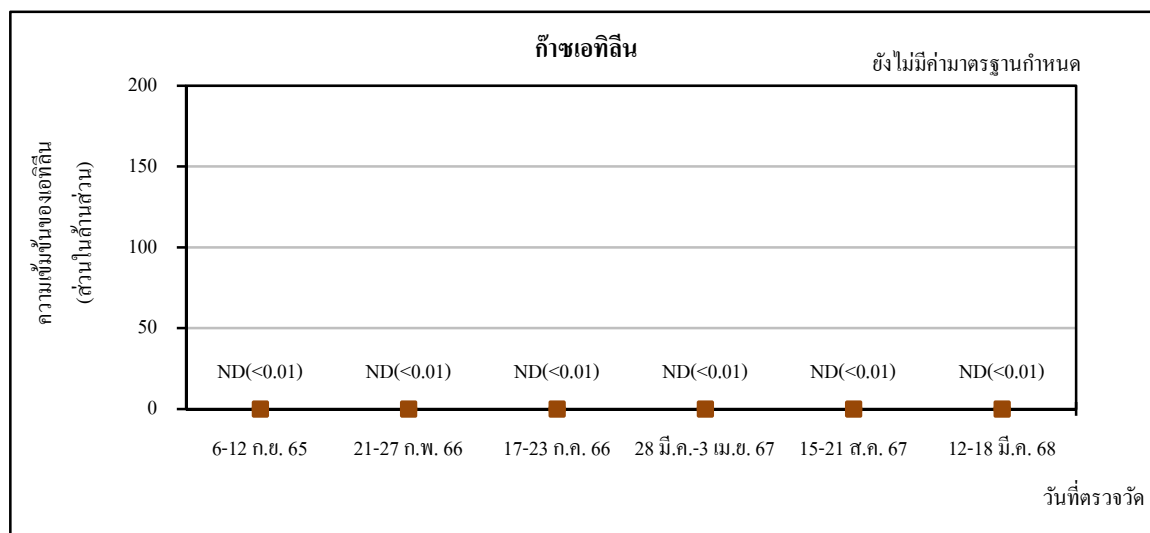 ก๊าซเอทิลีน
ยังไม่มีค่ามาตรฐานกำหนด
ความเข้มข้นของเอทิลีน
(ส่วนในล้านส่วน)
200
150
100
50
0
ND(<0.01) ND(<0.01) ND(<0.01) ND(<0.01) ND(<0.01) ND(<0.01)
6-12 ก.ย. 65 21-27 ก.พ. 66 17-23 ก.ค. 66 28 มี.ค.-3 เม.ย. 67 15-21 ส.ค. 67 12-18 มี.ค. 68
วันที่ตรวจวัด